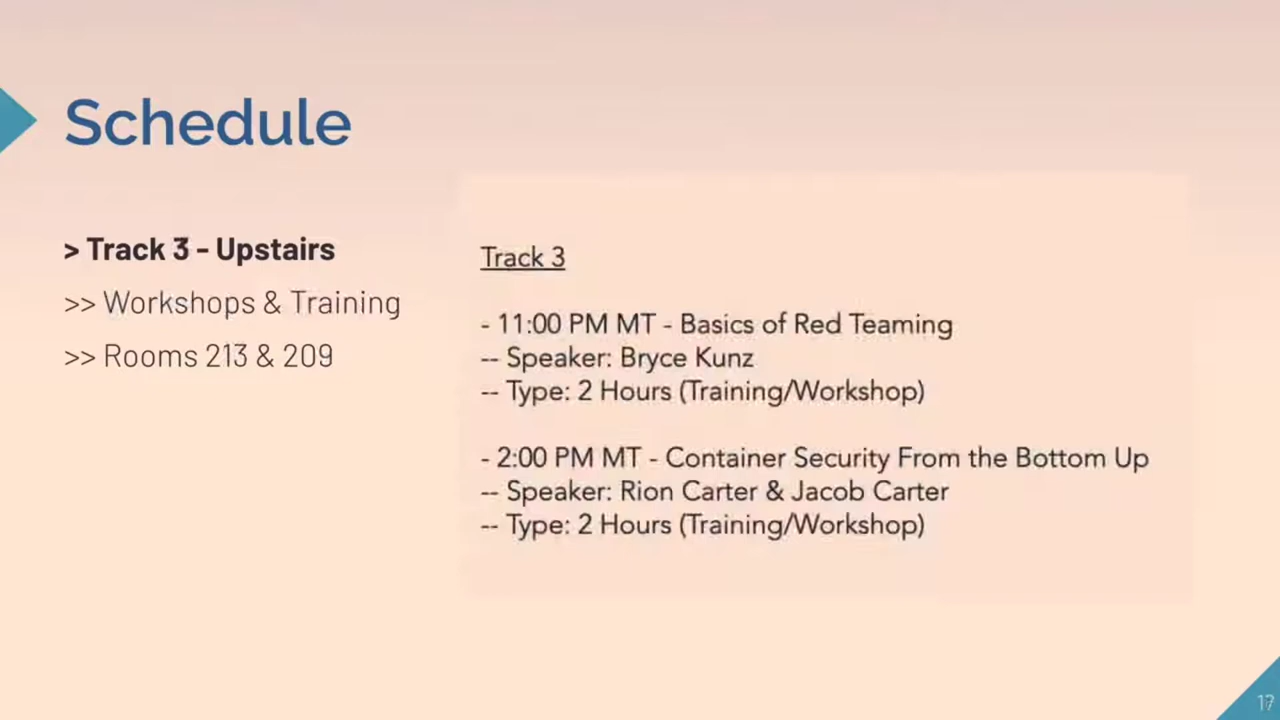 Schedule
> Track 3 - Upstairs
>> Workshops & Training
>> Rooms 213 & 209
Track 3
- 11:00 PM MT - Basics of Red Teaming
-- Speaker: Bryce Kunz
-- Type: 2 Hours (Training/Workshop)
- 2:00 PM MT - Container Security From the Bottom Up
-- Speaker: Rion Carter & Jacob Carter
-- Type: 2 Hours (Training/Workshop)
17